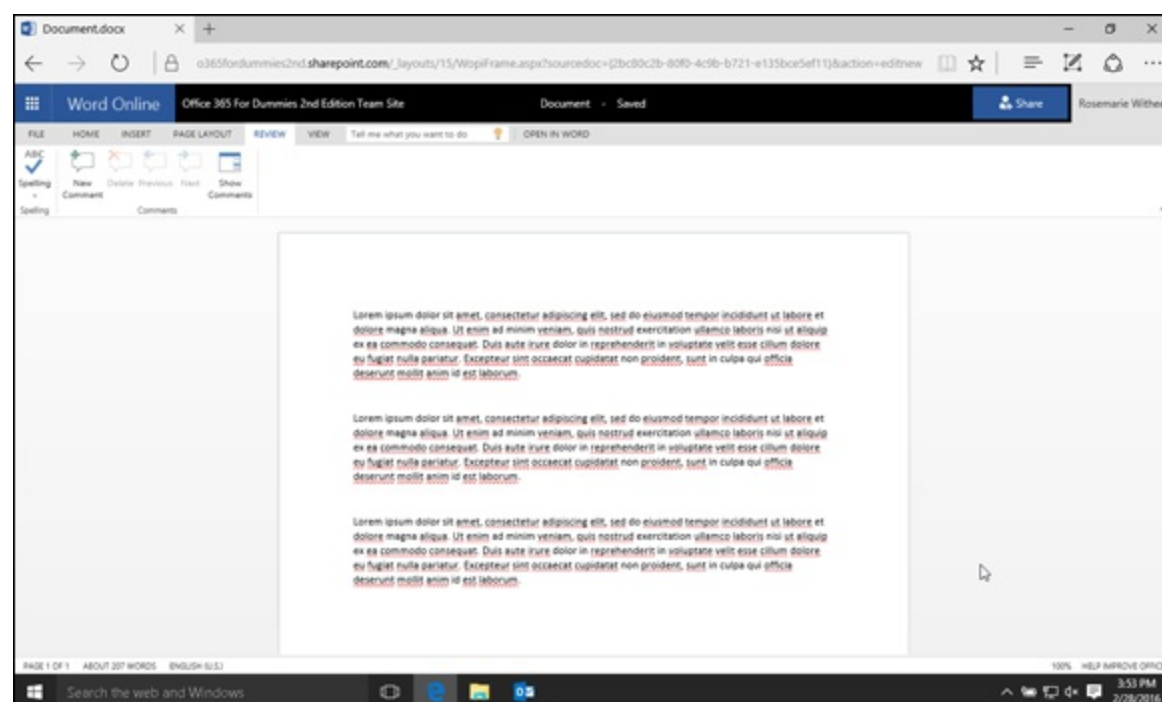 Document.docx
o365fordummies2nd.sharepoint.com/_layouts/15/WopiFrame.aspx?sourcedoc={2bc80c2b-80f0-4c9b-b721-e135bce5ef11}&action=editnew
Word Online Office 365 For Dummies 2nd Edition Team Site Document - Saved Share Rosemarie Withee
FILE HOME INSERT PAGE LAYOUT REVIEW VIEW Tell me what you want to do OPEN IN WORD
ABC
Spelling New Comment Delete Previous Next Show Comments
Spelling Comments
Lorem ipsum dolor sit amet, consectetur adipiscing elit, sed do eiusmod tempor incididunt ut labore et
dolore magna aliqua. Ut enim ad minim veniam, quis nostrud exercitation ullamco laboris nisi ut aliquip
ex ea commodo consequat. Duis aute irure dolor in reprehenderit in voluptate velit esse cillum dolore
eu fugiat nulla pariatur. Excepteur sint occaecat cupidatat non proident, sunt in culpa qui officia
deserunt mollit anim id est laborum.
Lorem ipsum dolor sit amet, consectetur adipiscing elit, sed do eiusmod tempor incididunt ut labore et
dolore magna aliqua. Ut enim ad minim veniam, quis nostrud exercitation ullamco laboris nisi ut aliquip
ex ea commodo consequat. Duis aute irure dolor in reprehenderit in voluptate velit esse cillum dolore
eu fugiat nulla pariatur. Excepteur sint occaecat cupidatat non proident, sunt in culpa qui officia
deserunt mollit anim id est laborum.
Lorem ipsum dolor sit amet, consectetur adipiscing elit, sed do eiusmod tempor incididunt ut labore et
dolore magna aliqua. Ut enim ad minim veniam, quis nostrud exercitation ullamco laboris nisi ut aliquip
ex ea commodo consequat. Duis aute irure dolor in reprehenderit in voluptate velit esse cillum dolore
eu fugiat nulla pariatur. Excepteur sint occaecat cupidatat non proident, sunt in culpa qui officia
deserunt mollit anim id est laborum.
PAGE 1 OF 1 ABOUT 207 WORDS ENGLISH (U.S.) 100% HELP IMPROVE OFFIC
Search the web and Windows 3:53 PM
2/28/2016